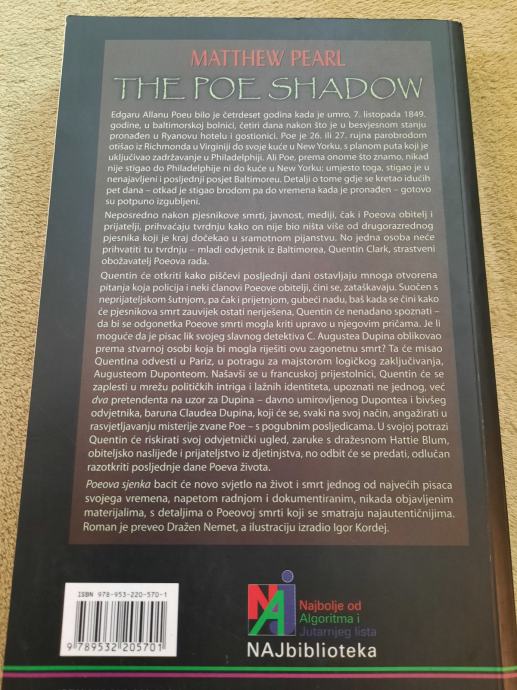 MATTHEW PEARL
THE POE SHADOW
Edgaru Allanu Poeu bilo je četrdeset godina kada je umro, 7. listopada 1849.
godine, u baltimorskoj bolnici, četiri dana nakon što je u besvjesnom stanju
pronađen u Ryanovu hotelu i gostionici. Poe je 26. ili 27. rujna parobrodom
otišao iz Richmonda u Virginiji do svoje kuće u New Yorku, s planom puta koji je
uključivao zadržavanje u Philadelphiji. Ali Poe, prema onome što znamo, nikad
nije stigao do Philadelphije ni do kuće u New Yorku; umjesto toga, stigao je u
nenajavljeni i posljednji posjet Baltimoreu. Detalji o tome gdje se kretao idućih
pet dana – otkad je stigao brodom pa do vremena kada je pronađen – gotovo
su potpuno izgubljeni.
Neposredno nakon pjesnikove smrti, javnost, mediji, čak i Poeova obitelj i
prijatelji, prihvaćaju tvrdnju kako on nije bio ništa više od drugorazrednog
pjesnika koji je kraj dočekao u sramotnom pijanstvu. No jedna osoba neće
prihvatiti tu tvrdnju – mladi odvjetnik iz Baltimorea, Quentin Clark, strastveni
obožavatelj Poeova rada.
Quentin će otkriti kako piščevi posljednji dani ostavljaju mnoga otvorena
pitanja koja policija i neki članovi Poeove obitelji, čini se, zataškavaju. Suočen s
neprijateljskom šutnjom, pa čak i prijetnjom, gubeći nadu, baš kada se čini kako
će pjesnikova smrt zauvijek ostati neriješena, Quentin će nenadano spoznati –
da bi se odgonetka Poeove smrti mogla kriti upravo u njegovim pričama. Je li
moguće da je pisac lik svojeg slavnog detektiva C. Augustea Dupina oblikovao
prema stvarnoj osobi koja bi mogla riješiti ovu zagonetnu smrt? Ta će misao
Quentina odvesti u Pariz, u potragu za majstorom logičkog zaključivanja,
Augusteom Duponteom. Našavši se u francuskoj prijestolnici, Quentin će se
zaplesti u mrežu političkih intriga i lažnih identiteta, upoznati ne jednog, već
dva pretendenta na uzor za Dupina – davno umirovljenog Dupontea i bivšeg
odvjetnika, baruna Claudea Dupina, koji će se, svaki na svoj način, angažirati u
rasvjetljavanju misterije zvane Poe – s pogubnim posljedicama. U svojoj potrazi
Quentin će riskirati svoj odvjetnički ugled, zaruke s dražesnom Hattie Blum,
obiteljsko naslijeđe i prijateljstvo iz djetinjstva, no odbit će se predati, odlučan
razotkriti posljednje dane Poeva života.
Poeova sjenka bacit će novo svjetlo na život i smrt jednog od najvećih pisaca
svojega vremena, napetom radnjom i dokumentiranim, nikada objavljenim
materijalima, s detaljima o Poeovoj smrti koji se smatraju najautentičnijima.
Roman je preveo Dražen Nemet, a ilustraciju izradio Igor Kordej.
ISBN 978-953-220-570-1
9 789532 205701
NAJ
Najbolje od
Algoritma i
Jutarnjeg lista
NAJbiblioteka